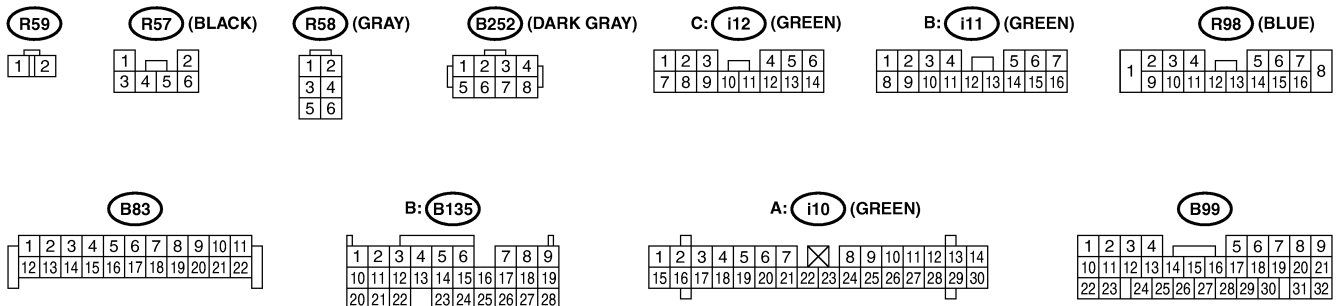 R59 R57 (BLACK) R58 (GRAY) B252 (DARK GRAY) C: i12 (GREEN) B: i11 (GREEN) R98 (BLUE)
1 2
1 2
3 4 5 6
1 2
3 4
5 6
1 2 3 4
5 6 7 8
1 2 3 4 5 6
7 8 9 10 11 12 13 14
1 2 3 4 5 6 7
8 9 10 11 12 13 14 15 16
1 2 3 4 5 6 7 8
9 10 11 12 13 14 15 16
B83 B: B135 A: i10 (GREEN) B99
1 2 3 4 5 6 7 8 9 10 11
12 13 14 15 16 17 18 19 20 21 22
1 2 3 4 5 6 7 8 9
10 11 12 13 14 15 16 17 18 19
20 21 22 23 24 25 26 27 28
1 2 3 4 5 6 7 8 9 10 11 12 13 14
15 16 17 18 19 20 21 22 23 24 25 26 27 28 29 30
1 2 3 4 5 6 7 8 9
10 11 12 13 14 15 16 17 18 19 20 21
22 23 24 25 26 27 28 29 30 31 32